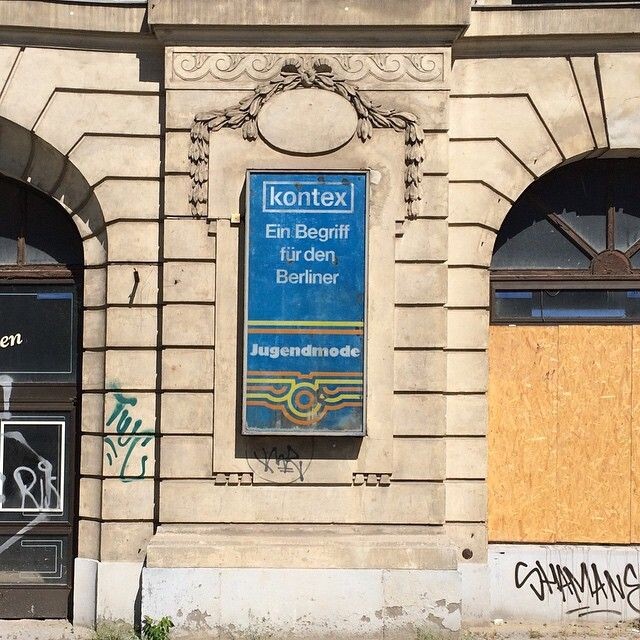 kontex
Ein Begriff
für den
Berliner
Jugendmode
en
SHAMANS